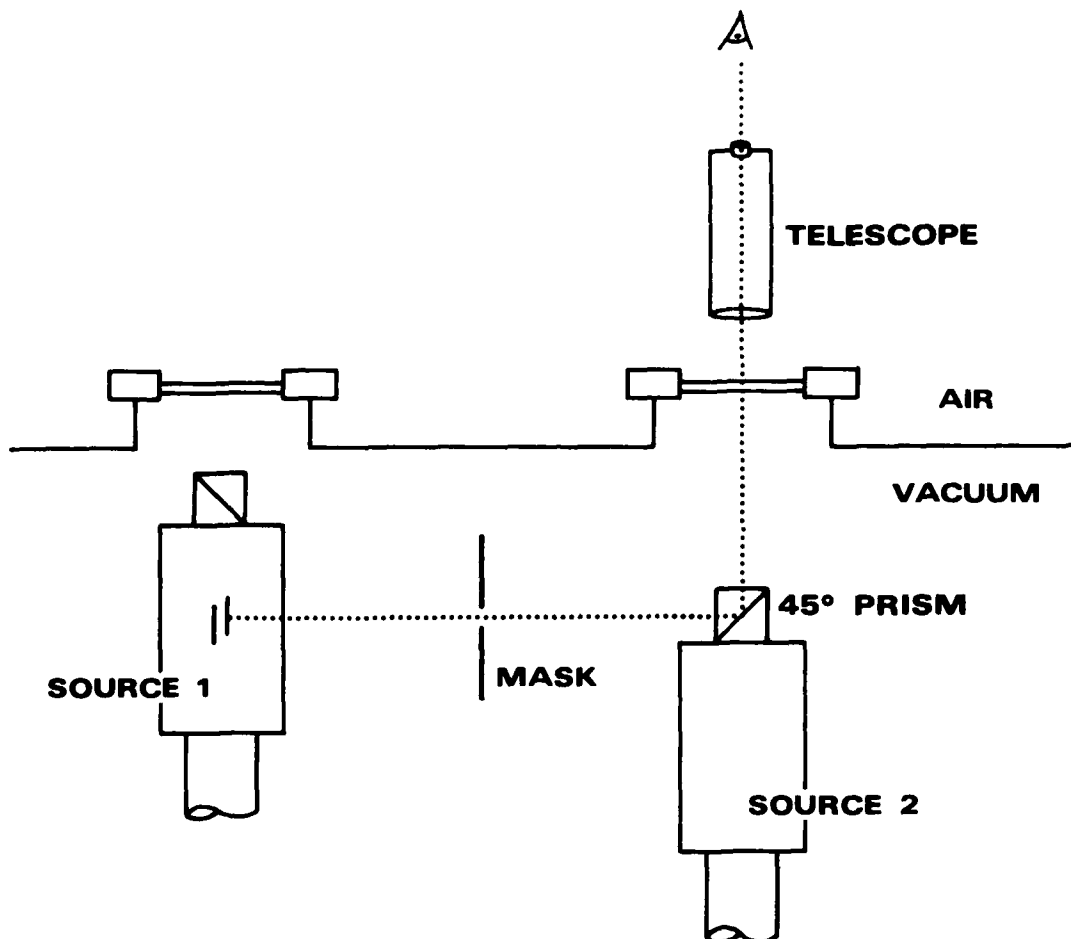 TELESCOPE
AIR
VACUUM
45° PRISM
MASK
SOURCE 1
SOURCE 2